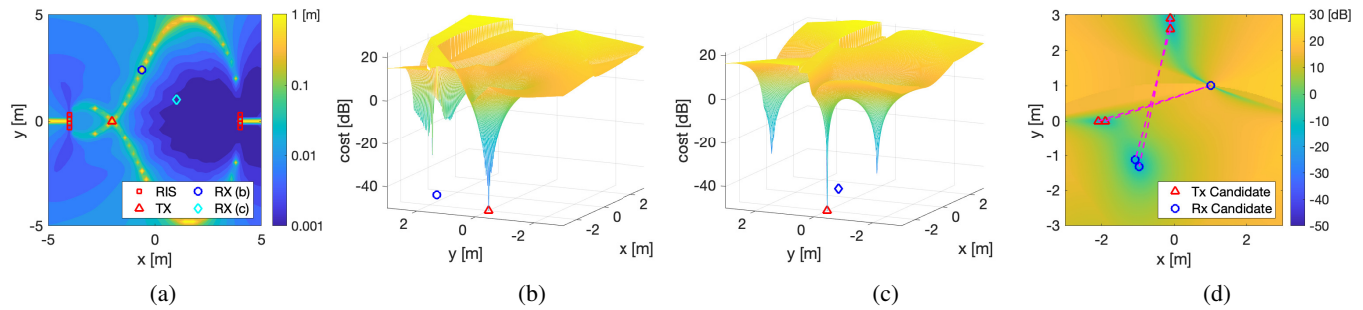 5
0
-5
y [m]
-5
0
5
x [m]
RIS
TX
RX (b)
RX (c)
1 [m]
0.1
0.01
0.001
(a)
20
0
-20
-40
cost [dB]
2
0
-2
y [m]
-2
0
2
x [m]
(b)
20
0
-20
-40
cost [dB]
2
0
-2
y [m]
-2
0
2
x [m]
(c)
3
2
1
0
-1
-2
-3
y [m]
-2
0
2
x [m]
Tx Candidate
Rx Candidate
30 [dB]
20
10
0
-10
-20
-30
-40
-50
(d)